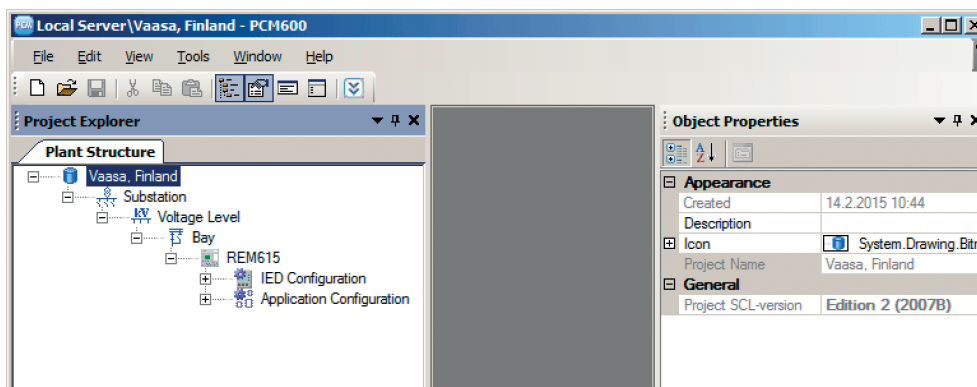 Local Server\Vaasa, Finland - PCM600
File Edit View Tools Window Help
Project Explorer
Plant Structure
Vaasa, Finland
Substation
Voltage Level
Bay
REM615
IED Configuration
Application Configuration
Object Properties
Appearance
Created 14.2.2015 10:44
Description
Icon System.Drawing.Bitm
Project Name Vaasa, Finland
General
Project SCL-version Edition 2 (2007B)